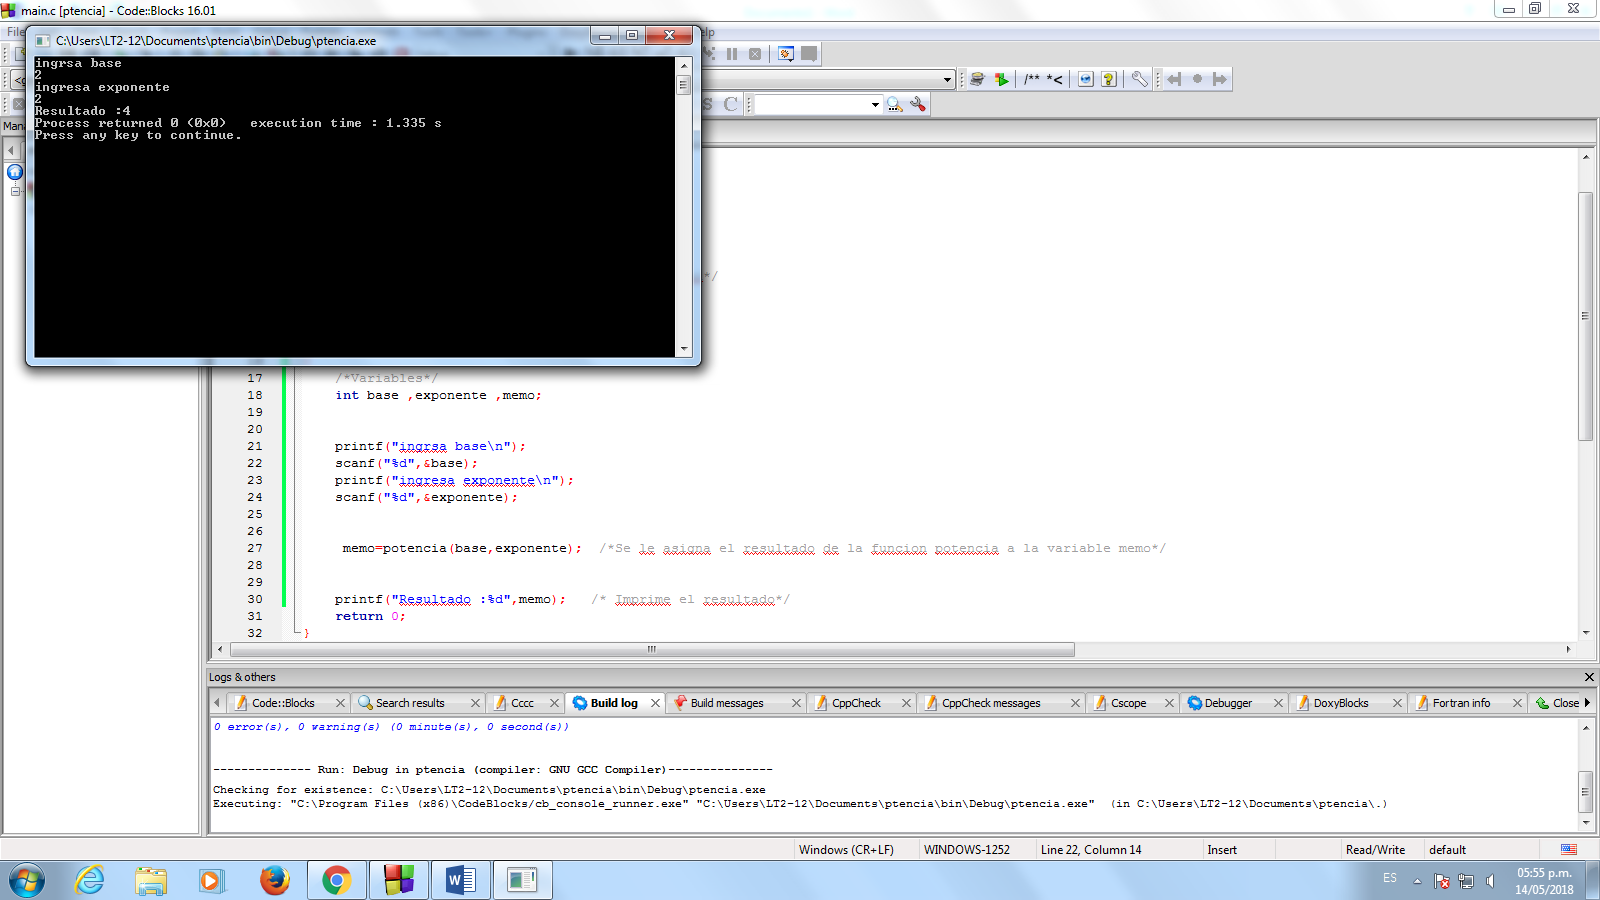 main.c [ptencia] - Code::Blocks 16.01
C:\Users\LT2-12\Documents\ptencia\bin\Debug\ptencia.exe
ingrsa base
2
ingresa exponente
2
Resultado :4
Process returned 0 (0x0)   execution time : 1.335 s
Press any key to continue.
/** *<
S C
*/
17 /*Variables*/
18 int base ,exponente ,memo;
19
20
21 printf("ingrsa base\n");
22 scanf("%d",&base);
23 printf("ingresa exponente\n");
24 scanf("%d",&exponente);
25
26
27 memo=potencia(base,exponente);  /*Se le asigna el resultado de la funcion potencia a la variable memo*/
28
29
30 printf("Resultado :%d",memo);   /* Imprime el resultado*/
31 return 0;
32 }
Logs & others
Code::Blocks Search results Cccc Build log Build messages CppCheck CppCheck messages Cscope Debugger DoxyBlocks Fortran info Close
0 error(s), 0 warning(s) (0 minute(s), 0 second(s))
-------------- Run: Debug in ptencia (compiler: GNU GCC Compiler)---------------
Checking for existence: C:\Users\LT2-12\Documents\ptencia\bin\Debug\ptencia.exe
Executing: "C:\Program Files (x86)\CodeBlocks/cb_console_runner.exe" "C:\Users\LT2-12\Documents\ptencia\bin\Debug\ptencia.exe"  (in C:\Users\LT2-12\Documents\ptencia\.)
Windows (CR+LF) WINDOWS-1252 Line 22, Column 14 Insert Read/Write default
ES 05:55 p.m.
14/05/2018